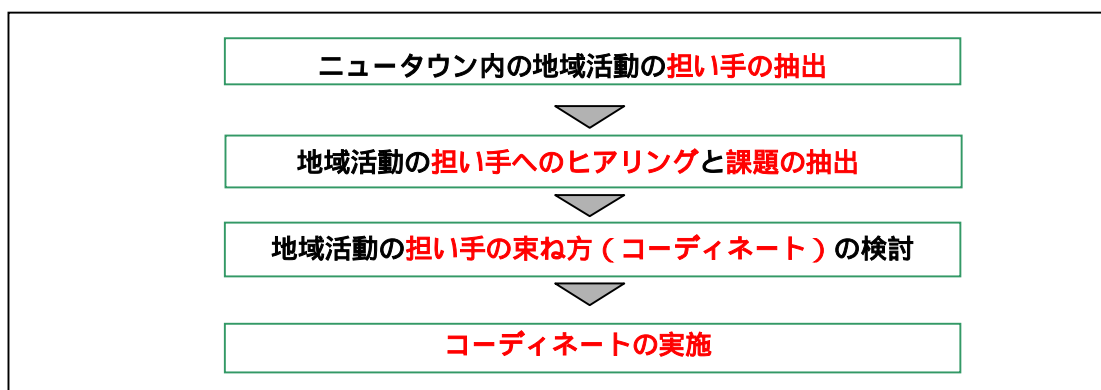 ニュータウン内の地域活動の担い手の抽出
地域活動の担い手へのヒアリングと課題の抽出
地域活動の担い手の束ね方（コーディネート）の検討
コーディネートの実施